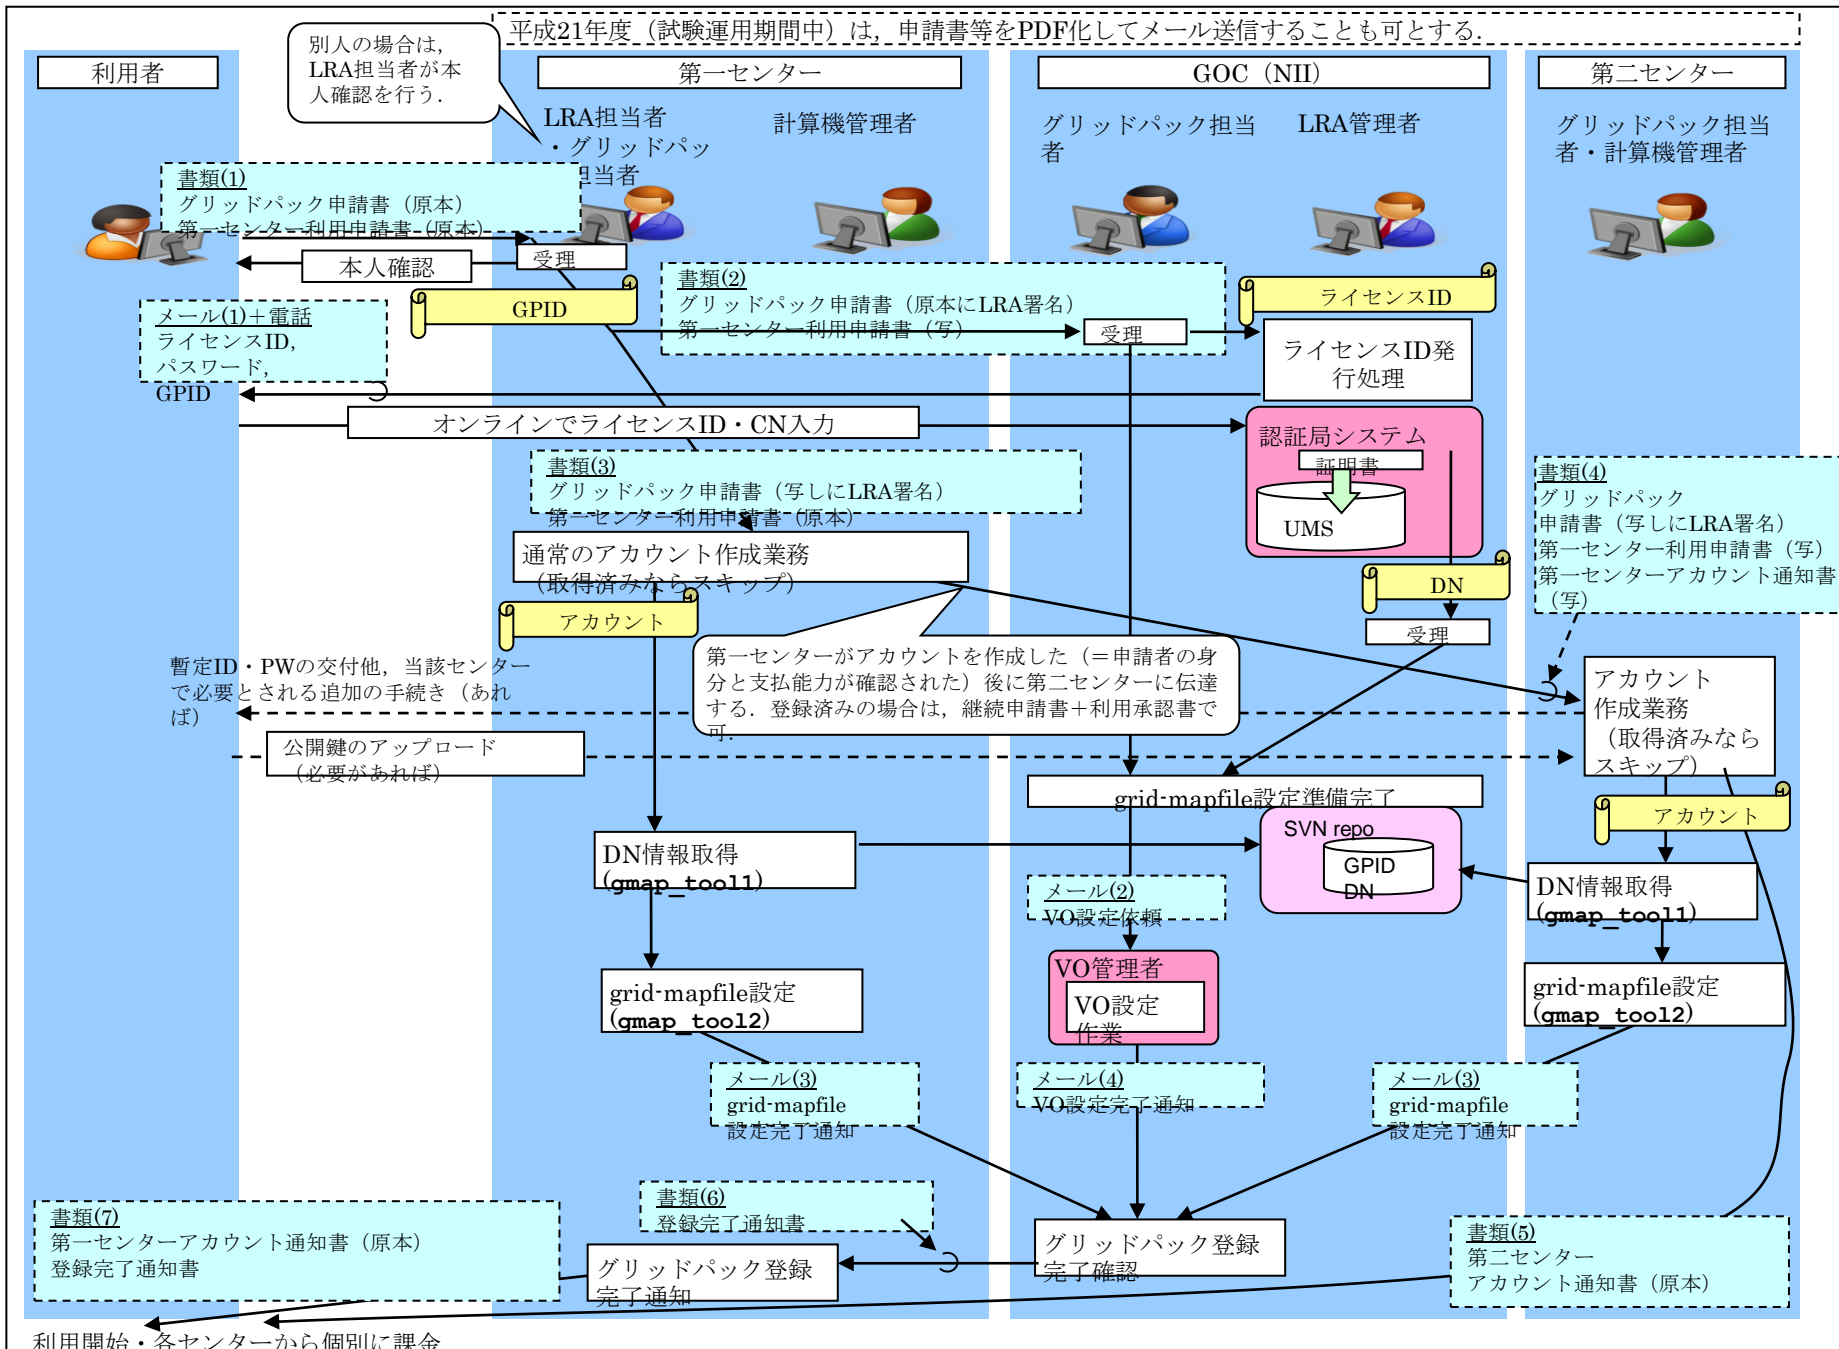 平成21年度（試験運用期間中）は，申請書等をPDF化してメール送信することも可とする．
別人の場合は，
LRA担当者が本
人確認を行う．
利用者
第一センター
GOC（NII）
第二センター
LRA担当者
・グリッドパッ
担当者
計算機管理者
グリッドパック担当
者
LRA管理者
グリッドパック担当
者・計算機管理者
書類(1)
グリッドパック申請書（原本）
第一センター利用申請書（原本）
受理
本人確認
GPID
書類(2)
グリッドパック申請書（原本にLRA署名）
第一センター利用申請書（写）
受理
ライセンスID
ライセンスID発
行処理
メール(1)＋電話
ライセンスID，
パスワード，
GPID
オンラインでライセンスID・CN入力
認証局システム
証明書
UMS
書類(3)
グリッドパック申請書（写しにLRA署名）
第一センター利用申請書（原本）
書類(4)
グリッドパック
申請書（写しにLRA署名）
第一センター利用申請書（写）
第一センターアカウント通知書
（写）
通常のアカウント作成業務
（取得済みならスキップ）
DN
受理
アカウント
第一センターがアカウントを作成した（＝申請者の身
分と支払能力が確認された）後に第二センターに伝達
する．登録済みの場合は，継続申請書＋利用承認書で
可．
暫定ID・PWの交付他，当該センター
で必要とされる追加の手続き（あれ
ば）
アカウント
作成業務
（取得済みなら
スキップ）
公開鍵のアップロード
（必要があれば）
grid-mapfile設定準備完了
アカウント
SVN repo
GPID
DN
DN情報取得
(gmap_tool1)
DN情報取得
(gmap_tool1)
メール(2)
VO設定依頼
VO管理者
VO設定
作業
grid-mapfile設定
(gmap_tool2)
grid-mapfile設定
(gmap_tool2)
メール(3)
grid-mapfile
設定完了通知
メール(4)
VO設定完了通知
メール(3)
grid-mapfile
設定完了通知
書類(6)
登録完了通知書
書類(7)
第一センターアカウント通知書（原本）
登録完了通知書
グリッドパック登録
完了通知
グリッドパック登録
完了確認
書類(5)
第二センター
アカウント通知書（原本）
利用開始・各センターから個別に課金